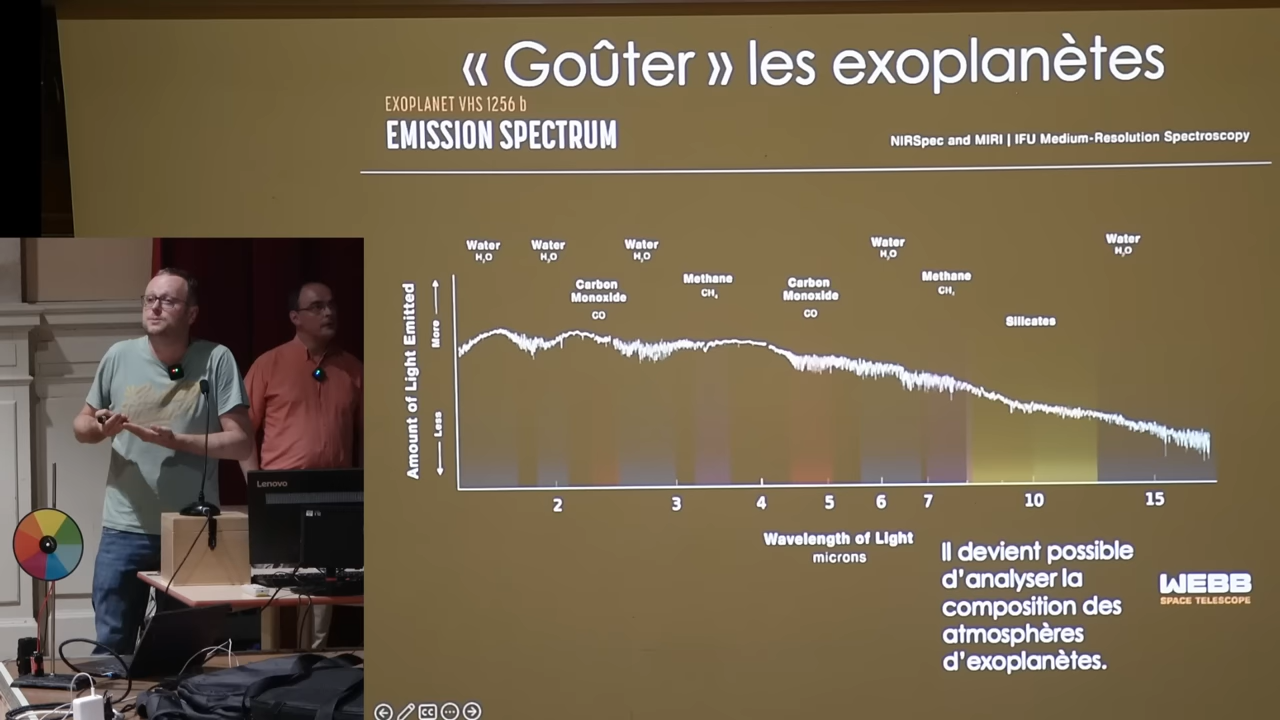 « Goûter » les exoplanètes
EXOPLANET VHS 1256 b
EMISSION SPECTRUM
NIRSpec and MIRI | IFU Medium-Resolution Spectroscopy
Water
H₂O
Water
H₂O
Water
H₂O
Water
H₂O
Water
H₂O
Carbon
Monoxide
CO
Methane
CH₄
Carbon
Monoxide
CO
Methane
CH₄
Silicates
Amount of Light Emitted
More
Less
2 3 4 5 6 7 10 15
Wavelength of Light
microns
Il devient possible
d'analyser la
composition des
atmosphères
d'exoplanètes.
WEBB
SPACE TELESCOPE
Lenovo
CC